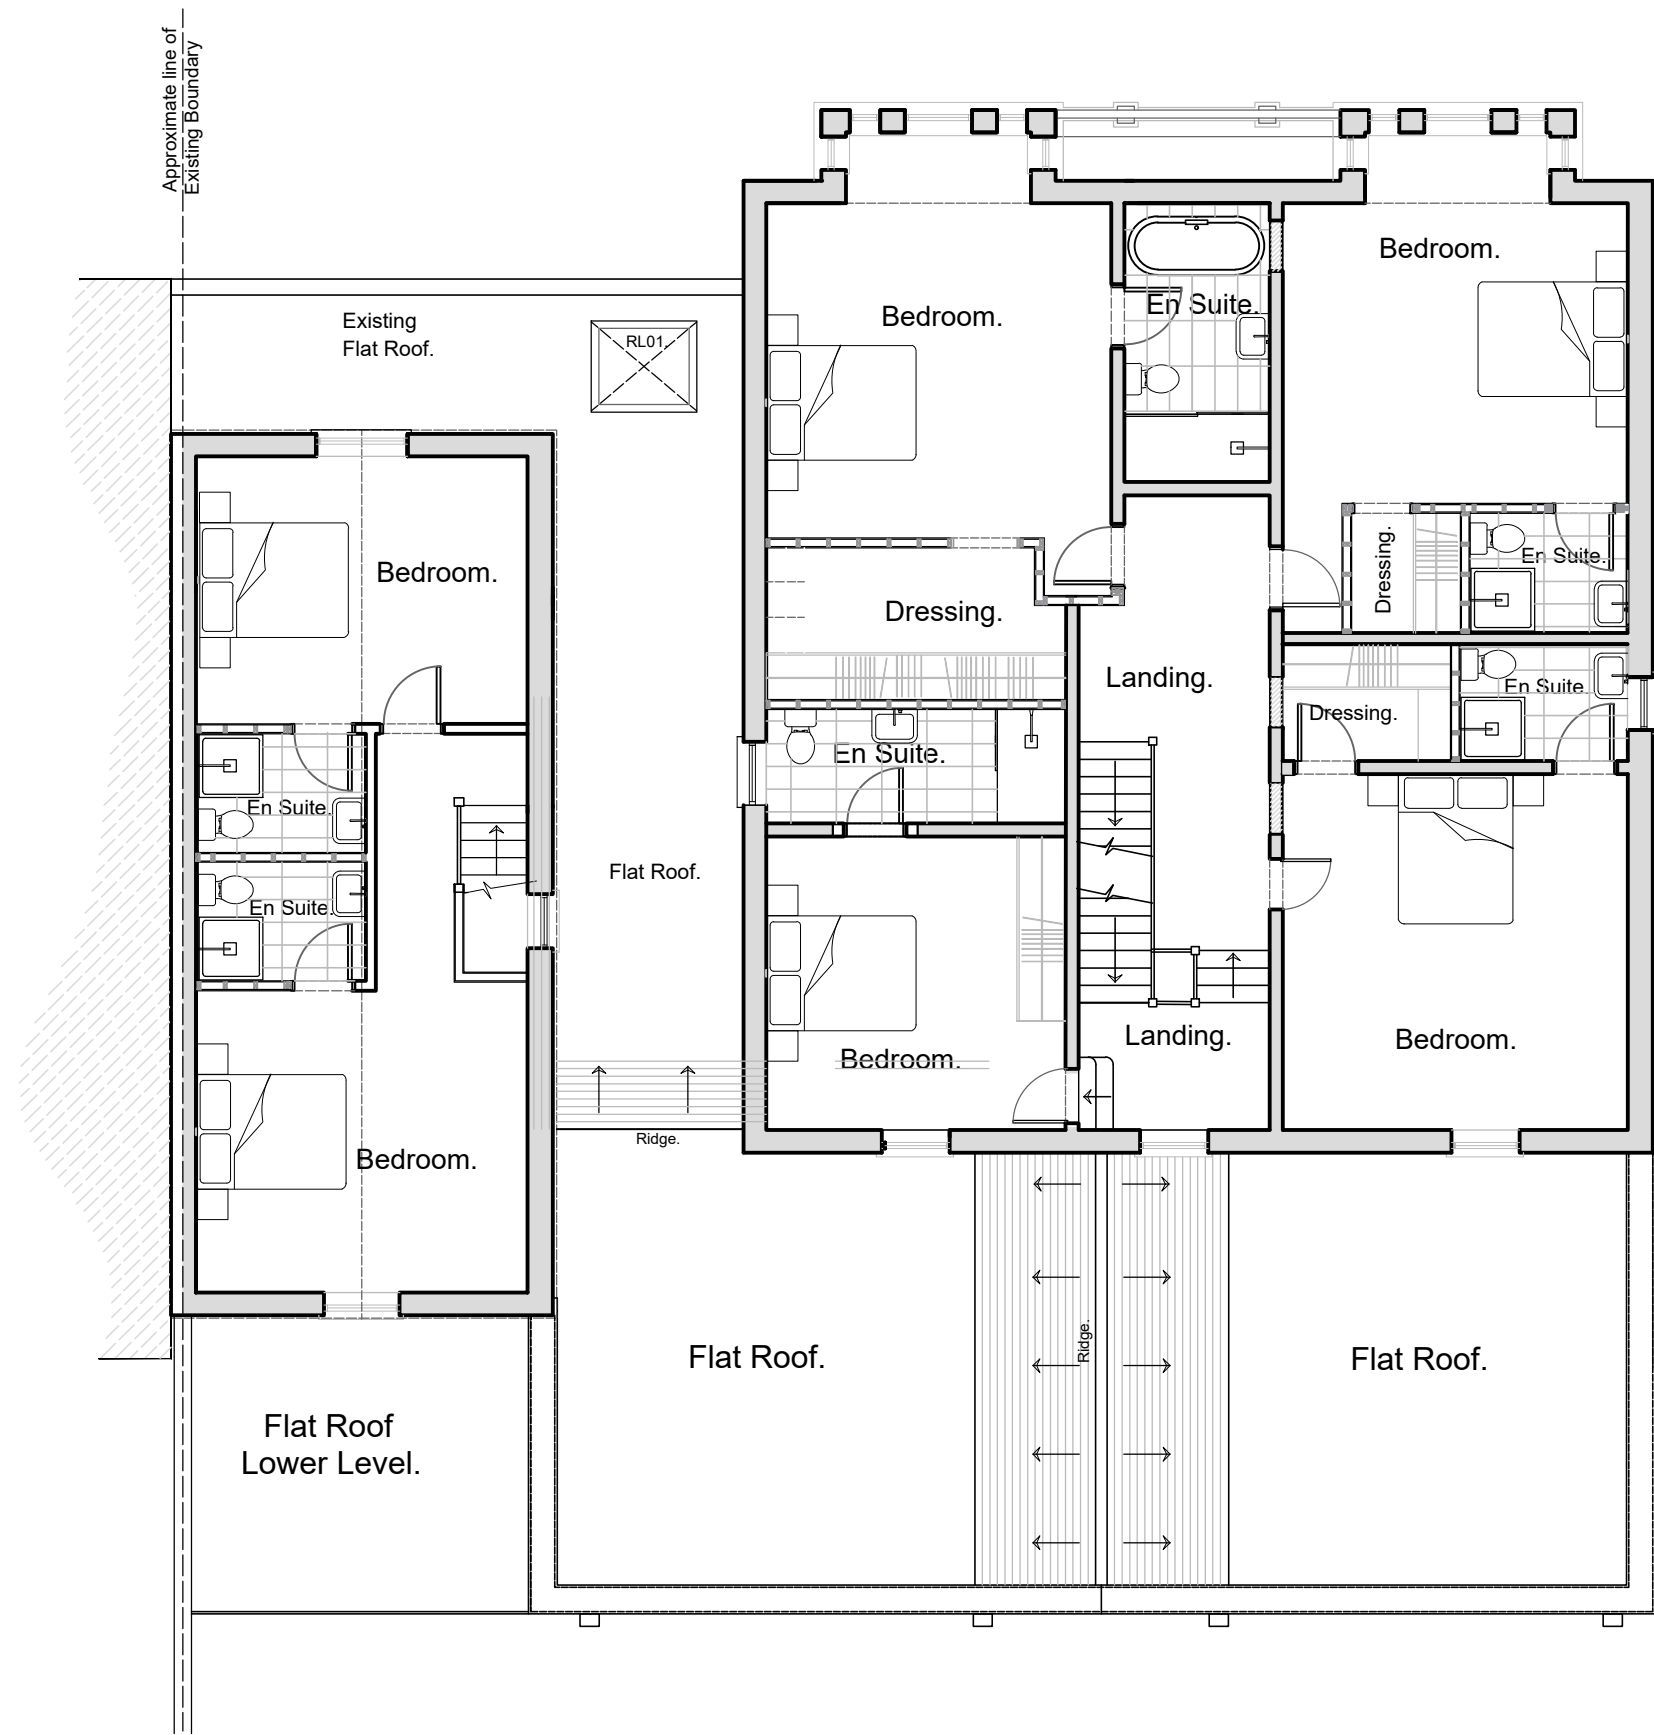 Approximate line of
Existing Boundary
Bedroom.
En Suite.
Bedroom.
Existing
Flat Roof.
RL01.
Bedroom.
Dressing.
En Suite.
Bedroom.
Dressing.
Landing.
En Suite.
Dressing.
En Suite.
En Suite.
En Suite.
Flat Roof.
Landing.
Bedroom.
Bedroom.
Ridge.
Bedroom.
Flat Roof.
Ridge.
Flat Roof.
Flat Roof
Lower Level.